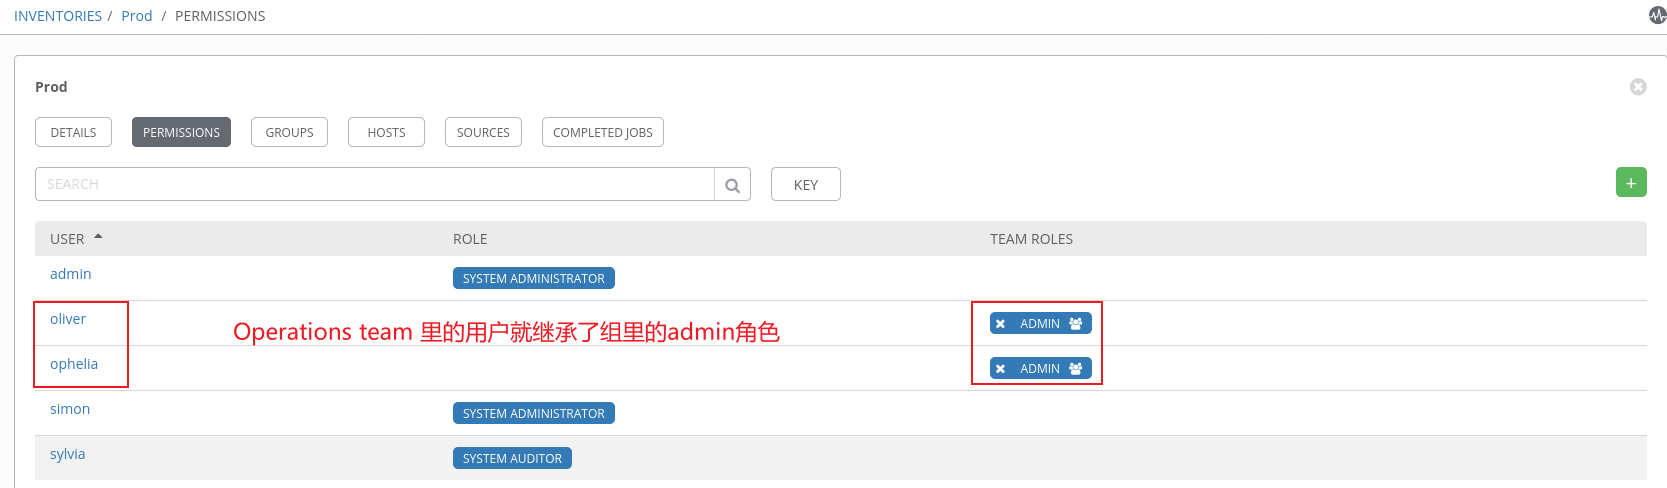 INVENTORIES / Prod / PERMISSIONS
Prod
DETAILS PERMISSIONS GROUPS HOSTS SOURCES COMPLETED JOBS
SEARCH KEY +
USER ROLE TEAM ROLES
admin SYSTEM ADMINISTRATOR
oliver ADMIN
Operations team 里的用户就继承了组里的admin角色
ophelia ADMIN
simon SYSTEM ADMINISTRATOR
sylvia SYSTEM AUDITOR